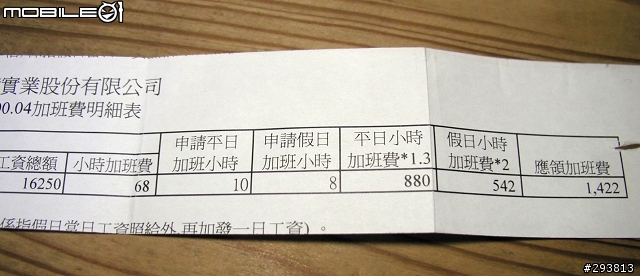 MOBILE01
實業股份有限公司
00.04加班費明細表
工資總額 小時加班費 申請平日加班小時 申請假日加班小時 平日小時加班費*1.3 假日小時加班費*2 應領加班費
16250 68 10 8 880 542 1,422
係指假日當日工資照給外,再加發一日工資)。
#293813